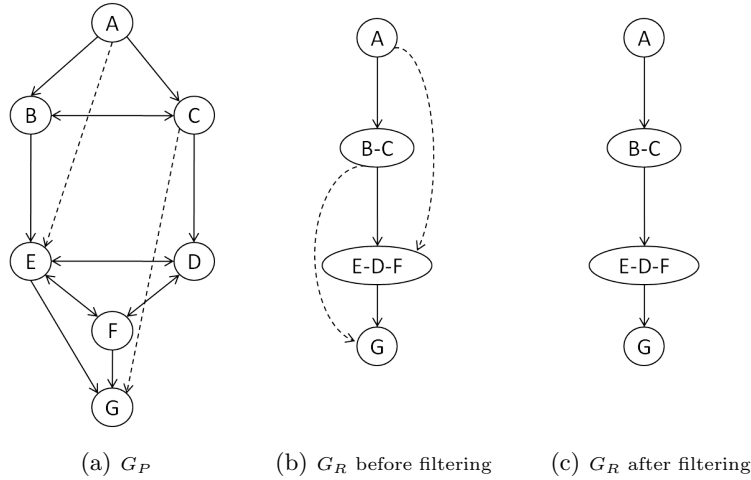 A
B
C
E
D
F
G
A
B-C
E-D-F
G
A
B-C
E-D-F
G
(a) G_P
(b) G_R before filtering
(c) G_R after filtering